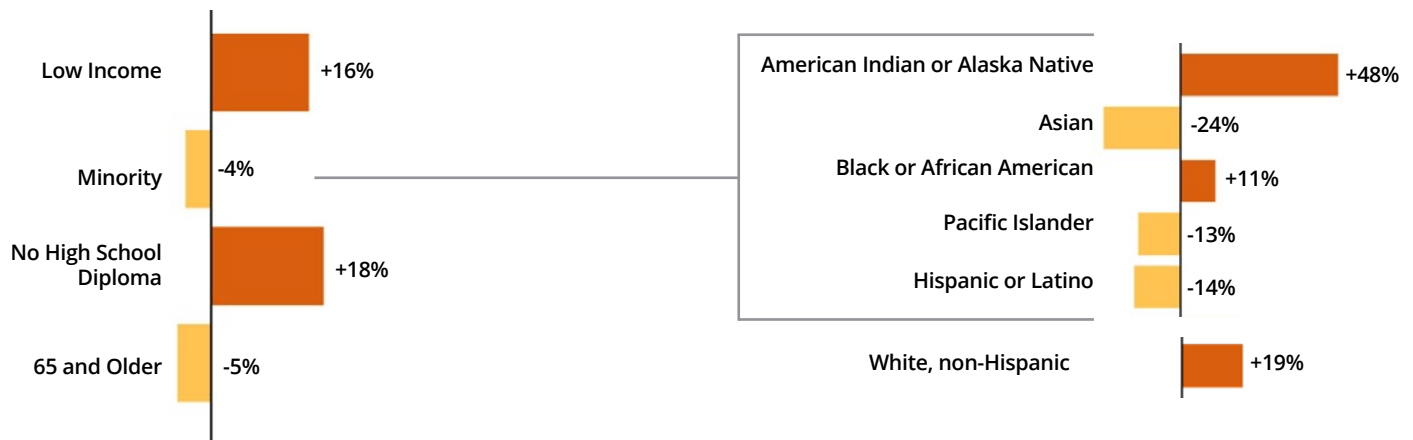 Low Income
+16%
Minority
-4%
No High School
Diploma
+18%
65 and Older
-5%
American Indian or Alaska Native
+48%
Asian
-24%
Black or African American
+11%
Pacific Islander
-13%
Hispanic or Latino
-14%
White, non-Hispanic
+19%